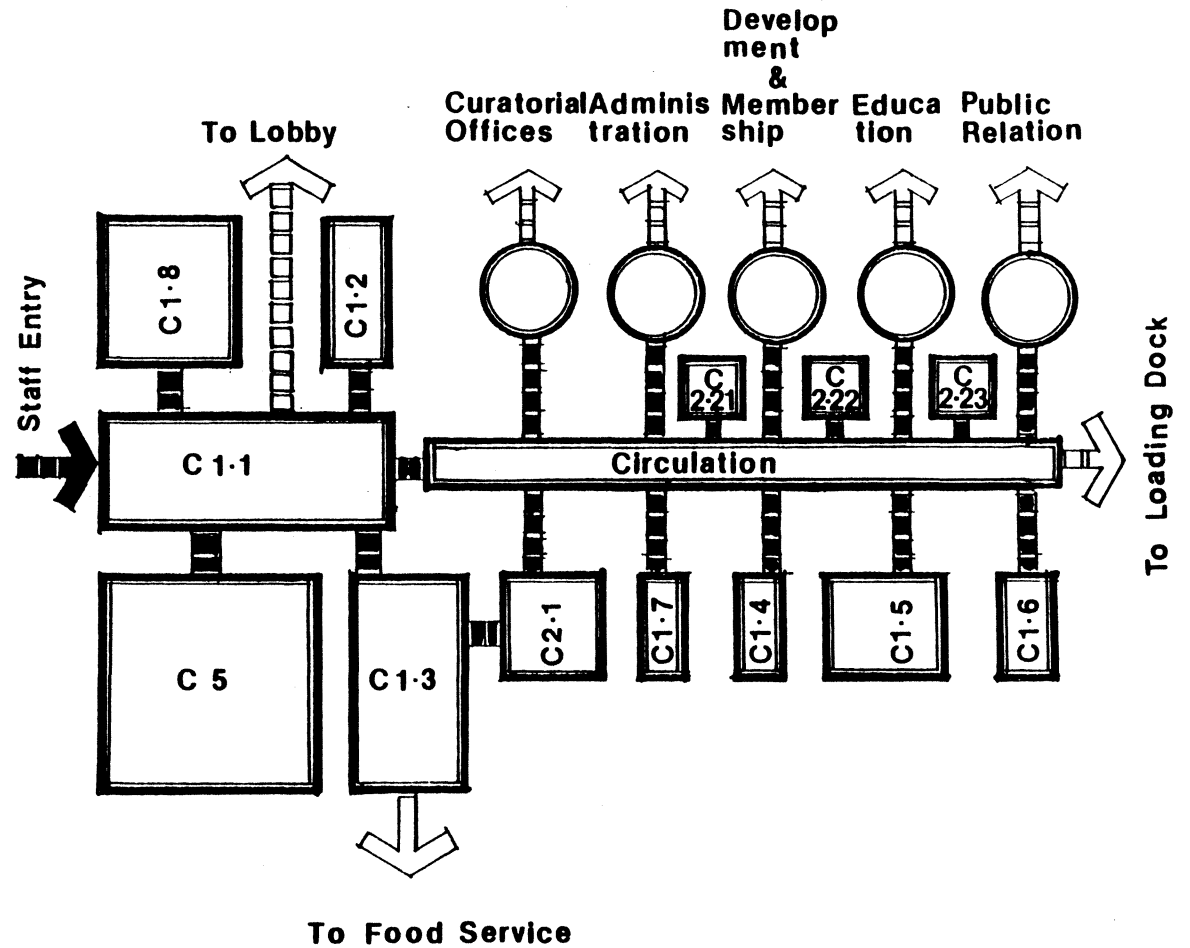 Develop
ment
&
Member
ship
Curatorial
Offices
Adminis
tration
Educa
tion
Public
Relation
To Lobby
Staff Entry
C1·8
C1·2
C
2·21
C
2·22
C
2·23
C1·1
Circulation
To Loading Dock
C 5
C1·3
C2·1
C1·7
C1·4
C1·5
C1·6
To Food Service